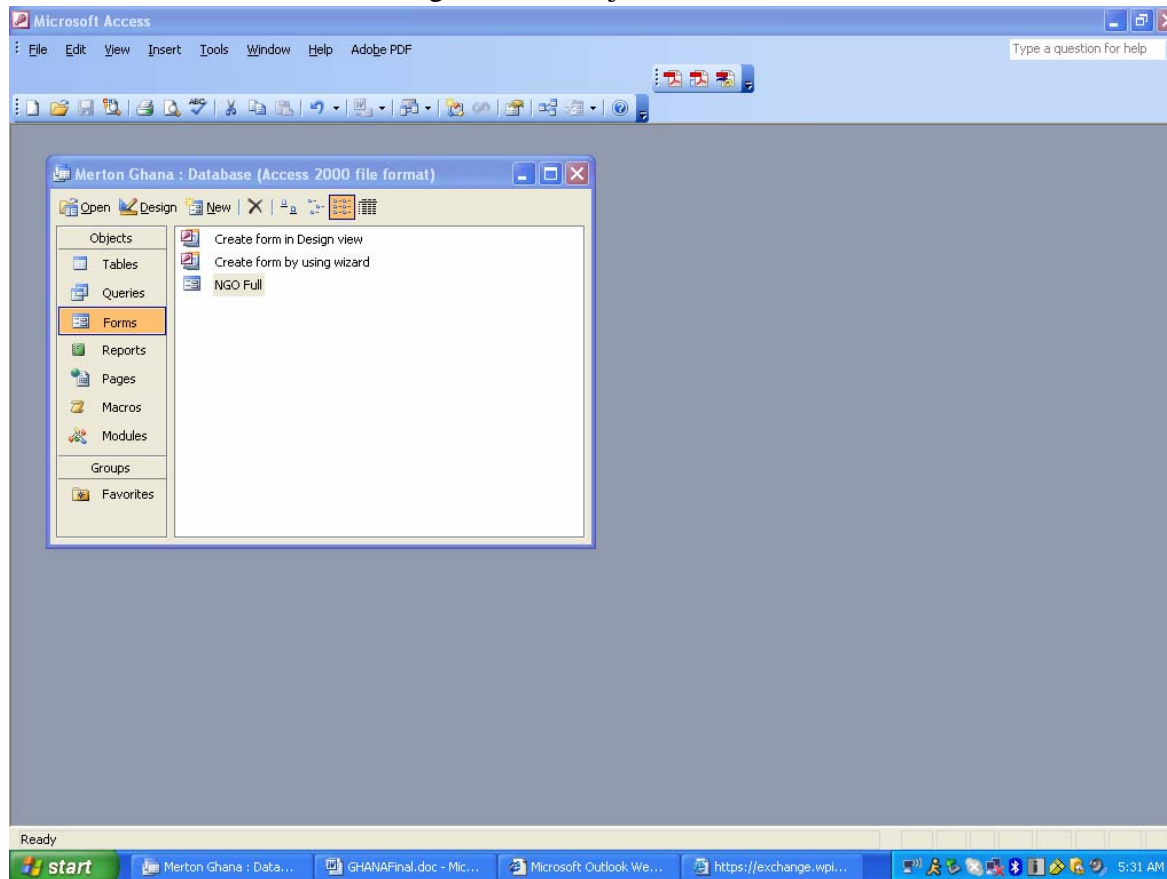 Microsoft Access
File Edit View Insert Tools Window Help Adobe PDF
Type a question for help
Merton Ghana : Database (Access 2000 file format)
Open Design New
Objects
Tables
Queries
Forms
Reports
Pages
Macros
Modules
Groups
Favorites
Create form in Design view
Create form by using wizard
NGO Full
Ready
start
Merton Ghana : Data...
GHANAFinal.doc - Mic...
Microsoft Outlook We...
https://exchange.wpi...
5:31 AM